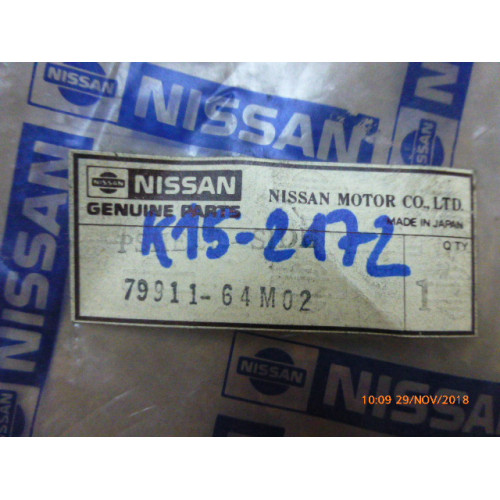 NISSAN
NISSAN
NISSAN
NISSAN
NISSAN MOTOR CO., LTD.
GENUINE PARTS
MADE IN JAPAN
QTY
K15-2172
79911-64M02
1
NISSAN
NISSAN
NISSAN
NISSAN
10:09 29/NOV/2018